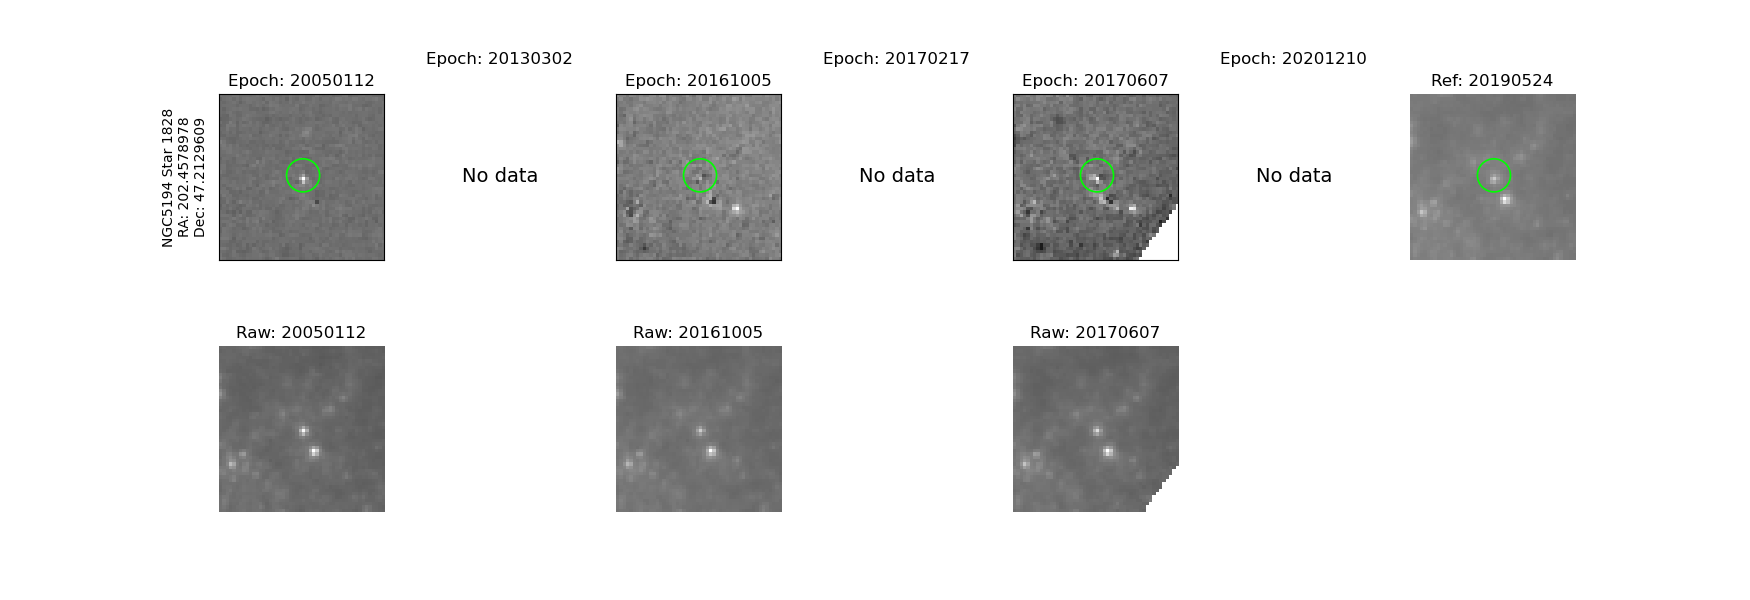 Epoch: 20130302
Epoch: 20170217
Epoch: 20201210
Epoch: 20050112
Epoch: 20161005
Epoch: 20170607
Ref: 20190524
NGC5194 Star 1828
RA: 202.4578978
Dec: 47.2129609
No data
No data
No data
Raw: 20050112
Raw: 20161005
Raw: 20170607